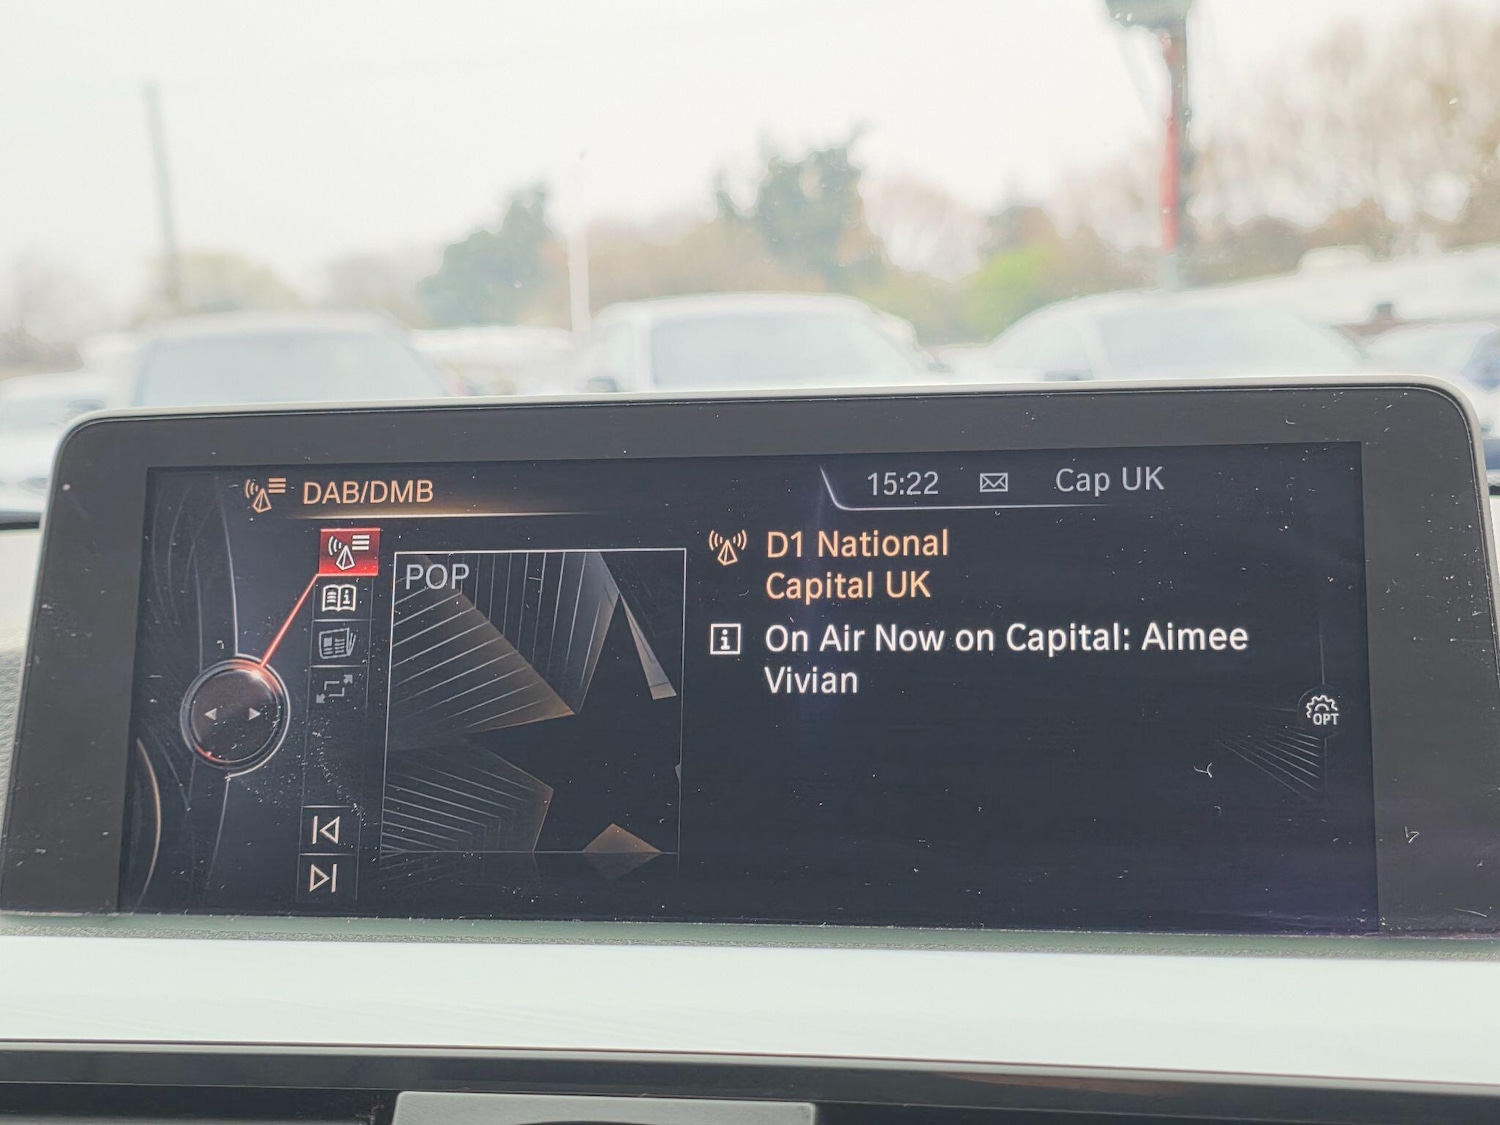 DAB/DMB
15:22
Cap UK
POP
D1 National
Capital UK
On Air Now on Capital: Aimee
Vivian
OPT